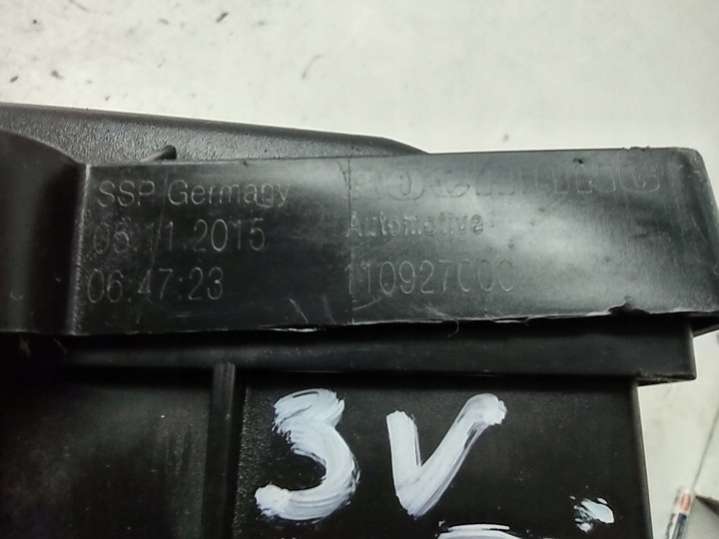 SSP Germany
06.11.2015
06:47:23
Automotive
110927000
3V